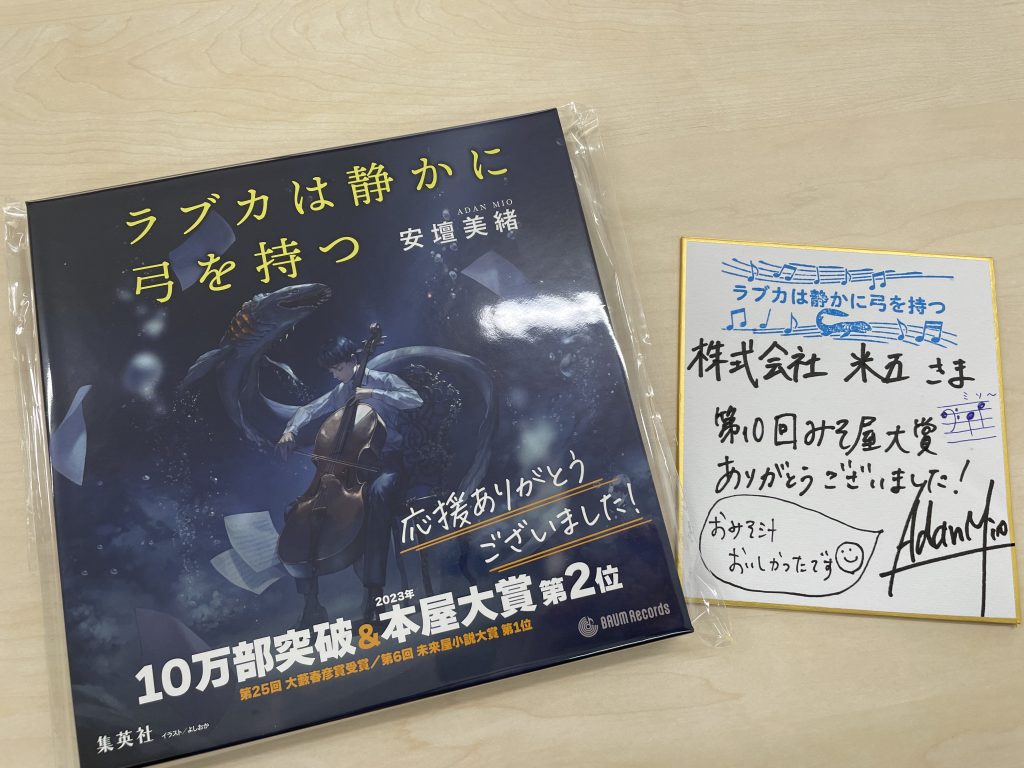 ラブカは静かに
弓を持つ
ADAN MIO
安壇美緒
応援ありがとう
ございました!
10万部突破&2023年本屋大賞 第2位
第25回 大藪春彦賞受賞/第6回 未来屋小説大賞 第1位
BAUM Records
集英社 イラスト/よしおか
ラブカは静かに弓を持つ
株式会社 米五 さま
ミソ〜
第10回みそ屋大賞
ありがとうございました!
おみそ汁
おいしかったです
Adan Mio